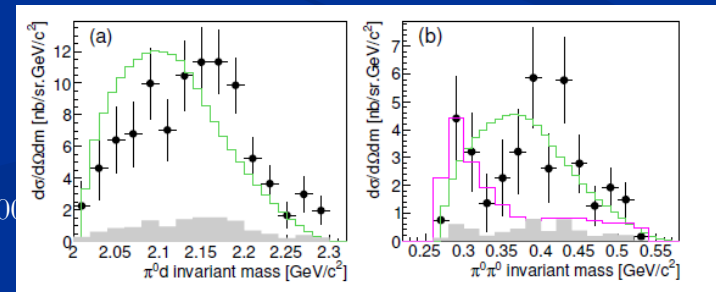 (a)
dσ/dΩdm [nb/sr.GeV/c²]
12
10
8
6
4
2
0
2 2.05 2.1 2.15 2.2 2.25 2.3
π⁰d invariant mass [GeV/c²]
(b)
dσ/dΩdm [nb/sr.GeV/c²]
7
6
5
4
3
2
1
0
0.25 0.3 0.35 0.4 0.45 0.5 0.55
π⁰π⁰ invariant mass [GeV/c²]